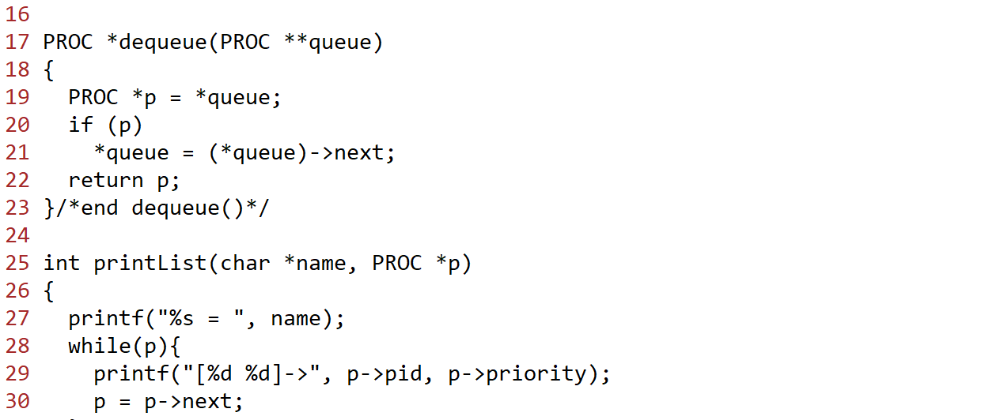 16
17 PROC *dequeue(PROC **queue)
18 {
19   PROC *p = *queue;
20   if (p)
21     *queue = (*queue)->next;
22   return p;
23 }/*end dequeue()*/
24
25 int printList(char *name, PROC *p)
26 {
27   printf("%s = ", name);
28   while(p){
29     printf("[%d %d]->", p->pid, p->priority);
30     p = p->next;